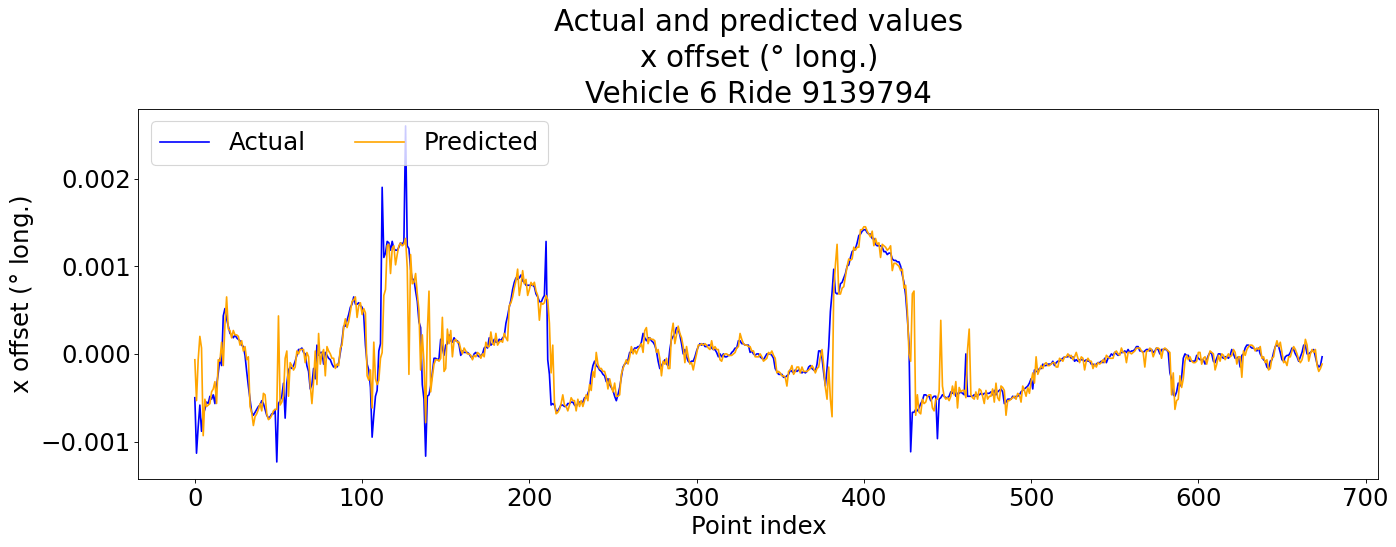 Actual and predicted values
x offset (° long.)
Vehicle 6 Ride 9139794
Actual
Predicted
x offset (° long.)
0.002
0.001
0.000
−0.001
0 100 200 300 400 500 600 700
Point index